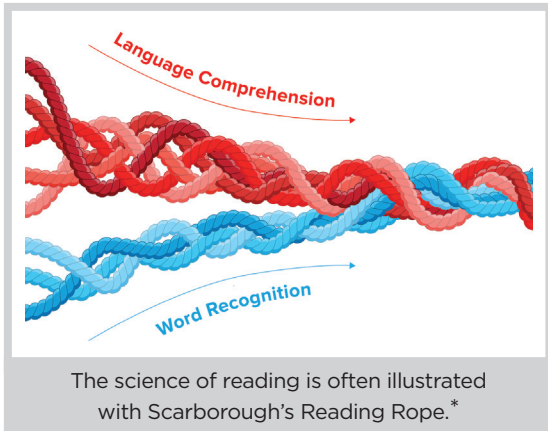 Language Comprehension
Word Recognition
The science of reading is often illustrated
with Scarborough's Reading Rope.*